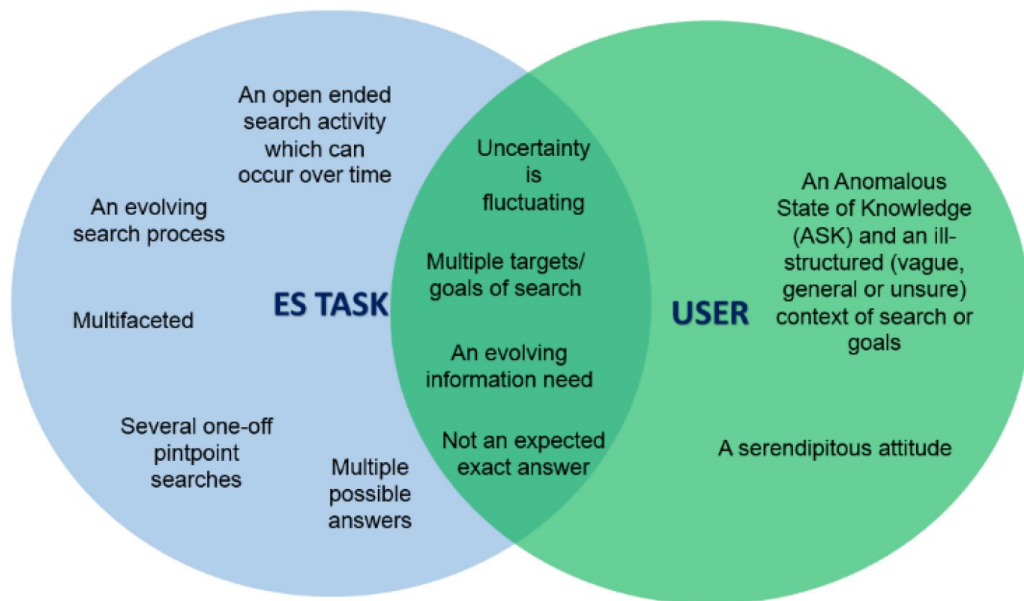 An open ended
search activity
which can
occur over time
An evolving
search process
ES TASK
Multifaceted
Several one-off
pintpoint
searches
Multiple
possible
answers
Uncertainty
is
fluctuating
Multiple targets/
goals of search
An evolving
information need
Not an expected
exact answer
USER
An Anomalous
State of Knowledge
(ASK) and an ill-
structured (vague,
general or unsure)
context of search or
goals
A serendipitous attitude